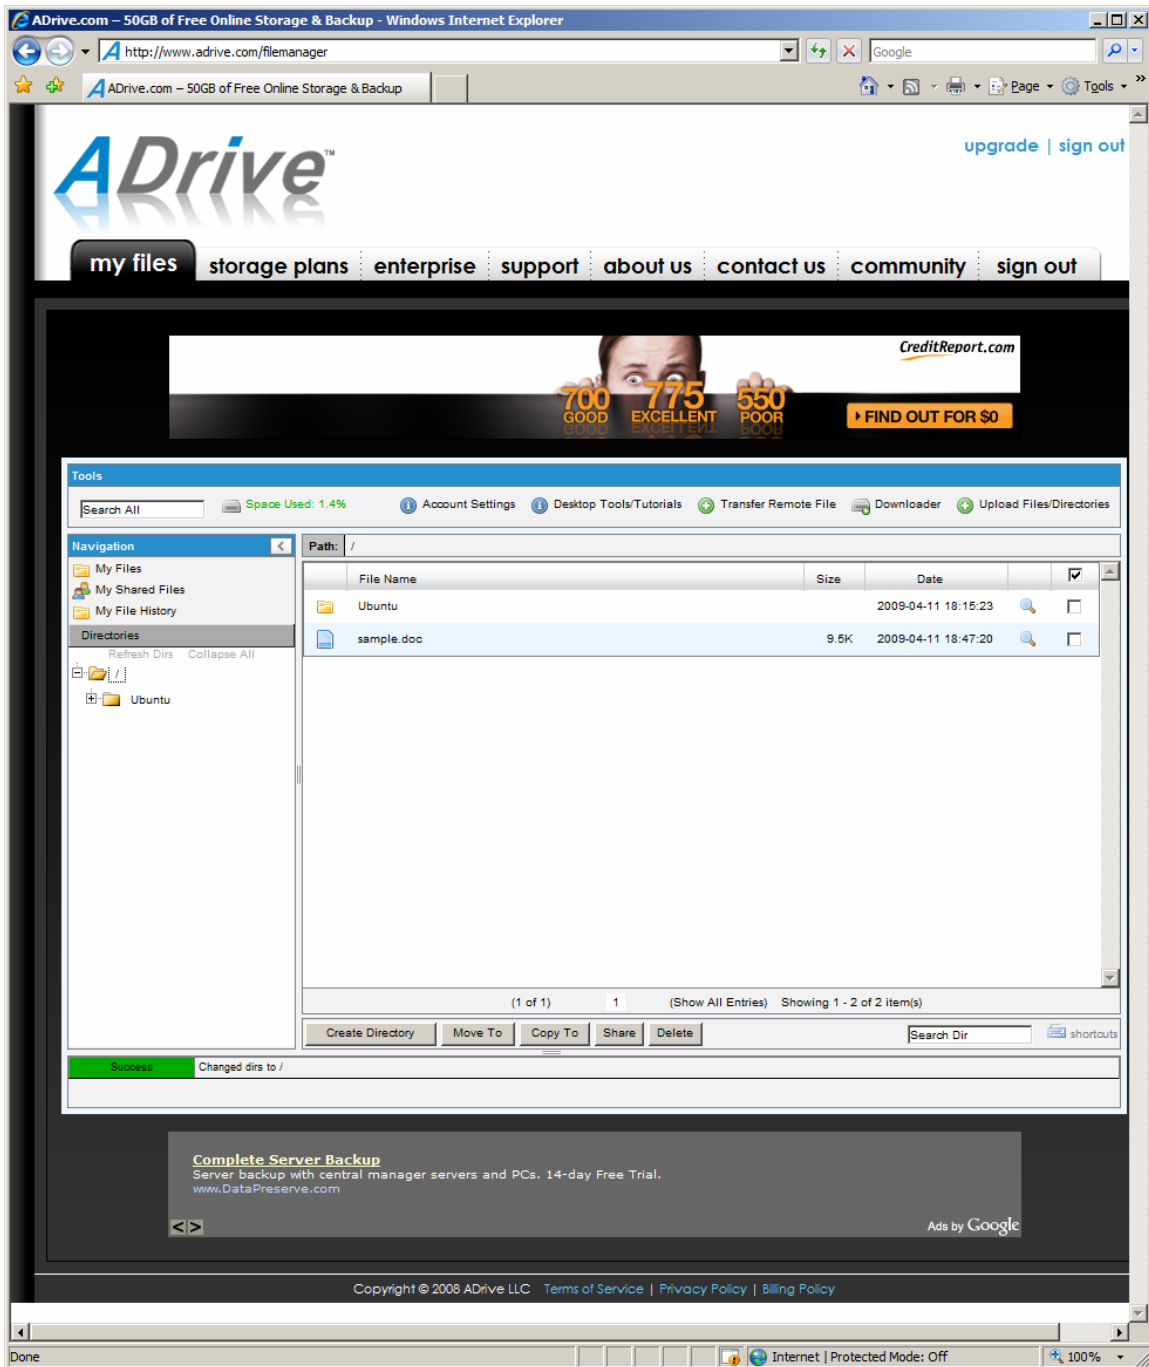 ADrive.com – 50GB of Free Online Storage & Backup - Windows Internet Explorer
http://www.adrive.com/filemanager
Google
ADrive.com – 50GB of Free Online Storage & Backup
Page
Tools
»
ADrive™
upgrade | sign out
my files storage plans enterprise support about us contact us community sign out
CreditReport.com
700 GOOD
775 EXCELLENT
550 POOR
FIND OUT FOR $0
Tools
Search All
Space Used: 1.4%
Account Settings
Desktop Tools/Tutorials
Transfer Remote File
Downloader
Upload Files/Directories
Navigation
My Files
My Shared Files
My File History
Directories
Refresh Dirs Collapse All
/
Ubuntu
Path: /
File Name Size Date
Ubuntu 2009-04-11 18:15:23
sample.doc 9.5K 2009-04-11 18:47:20
(1 of 1) 1 (Show All Entries) Showing 1 - 2 of 2 item(s)
Create Directory Move To Copy To Share Delete Search Dir shortcuts
Success Changed dirs to /
Complete Server Backup
Server backup with central manager servers and PCs. 14-day Free Trial.
www.DataPreserve.com
< >
Ads by Google
Copyright © 2008 ADrive LLC Terms of Service | Privacy Policy | Billing Policy
Done
Internet | Protected Mode: Off
100%